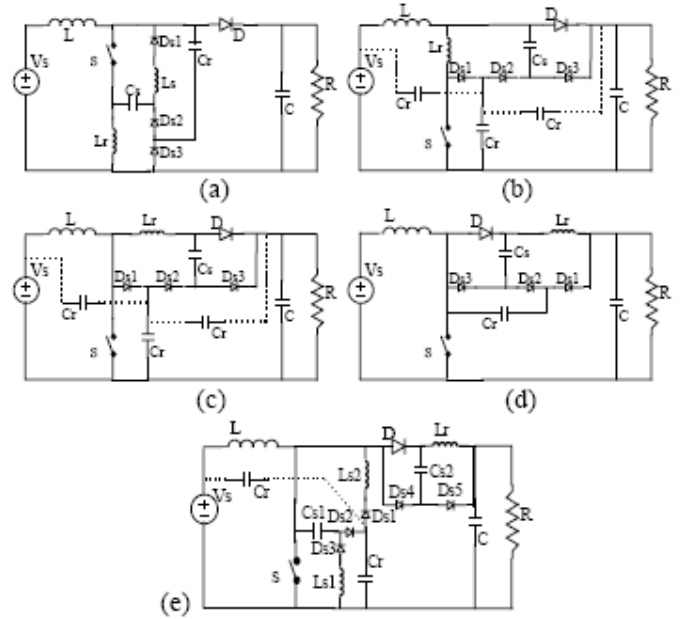 L D
S Ds1 Cr
Vs Ls
Cs C R
Ds2
Lr Ds3
(a)
L D
Lr
Vs Cs
Ds1 Ds2 Ds3
Cr Cr C R
S Cr
(b)
L Lr D
Vs Cs
Ds1 Ds2 Ds3
Cr Cr C R
S Cr
(c)
L D Lr
Vs Cs
Ds3 Ds2 Ds1
Cr C R
S
(d)
L D Lr
Ls2 Cs2
Vs Cr Ds4 Ds5
Cs1 Ds2 Ds1 C R
Ds3
S Ls1 Cr
(e)